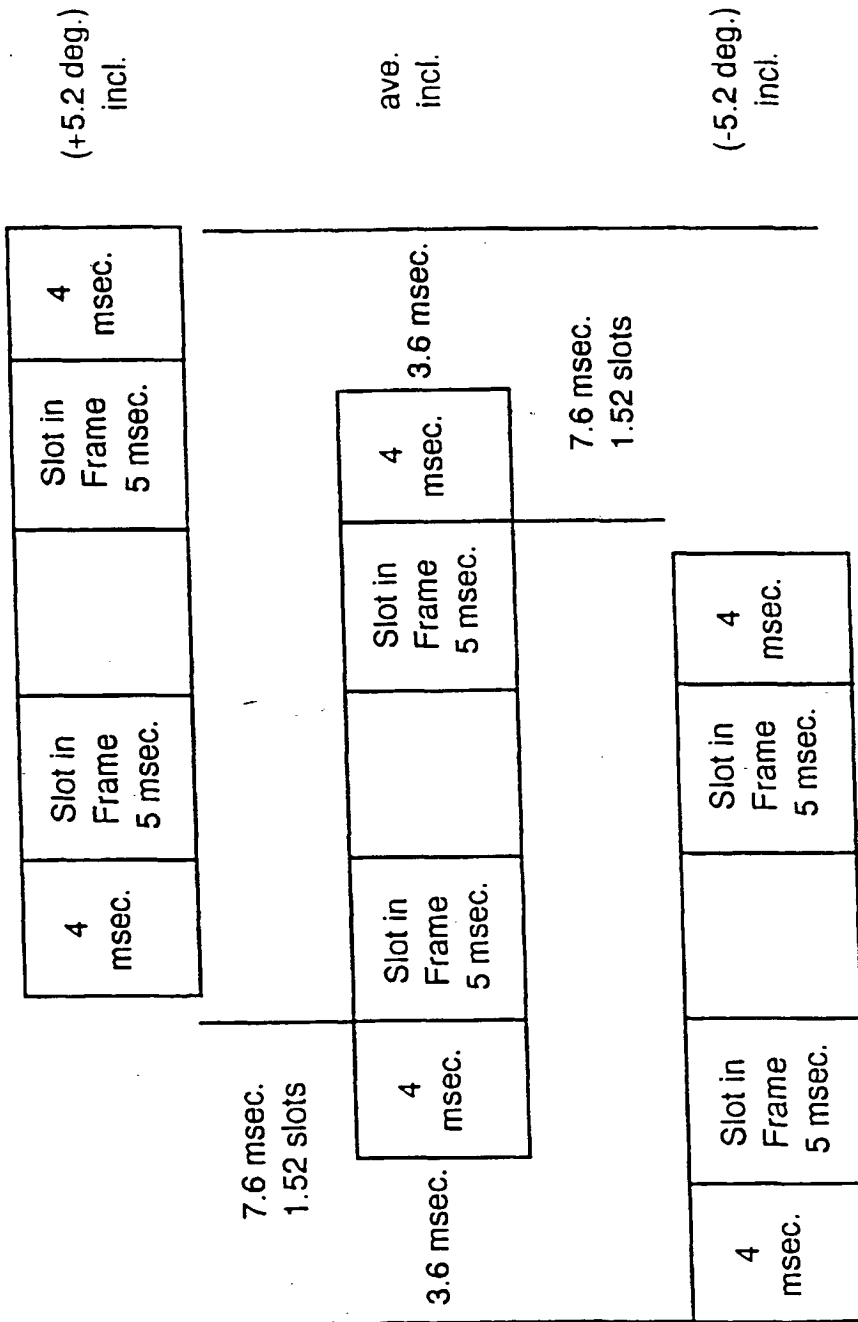 4
msec.
Slot in
Frame
5 msec.
Slot in
Frame
5 msec.
4
msec.
(+5.2 deg.)
incl.
7.6 msec.
1.52 slots
3.6 msec.
4
msec.
Slot in
Frame
5 msec.
Slot in
Frame
5 msec.
4
msec.
3.6 msec.
ave.
incl.
7.6 msec.
1.52 slots
4
msec.
Slot in
Frame
5 msec.
Slot in
Frame
5 msec.
4
msec.
(-5.2 deg.)
incl.